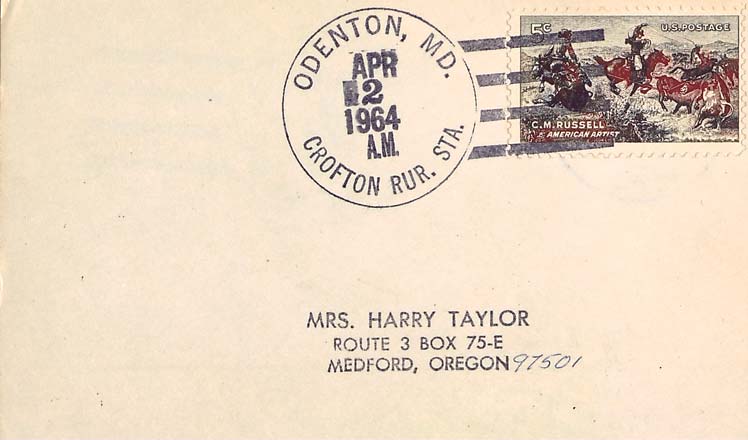 ODENTON, MD.
APR
2
1964
A.M.
CROFTON RUR. STA.
5¢ U.S. POSTAGE
C.M. RUSSELL
AMERICAN ARTIST
MRS. HARRY TAYLOR
ROUTE 3 BOX 75-E
MEDFORD, OREGON 97501